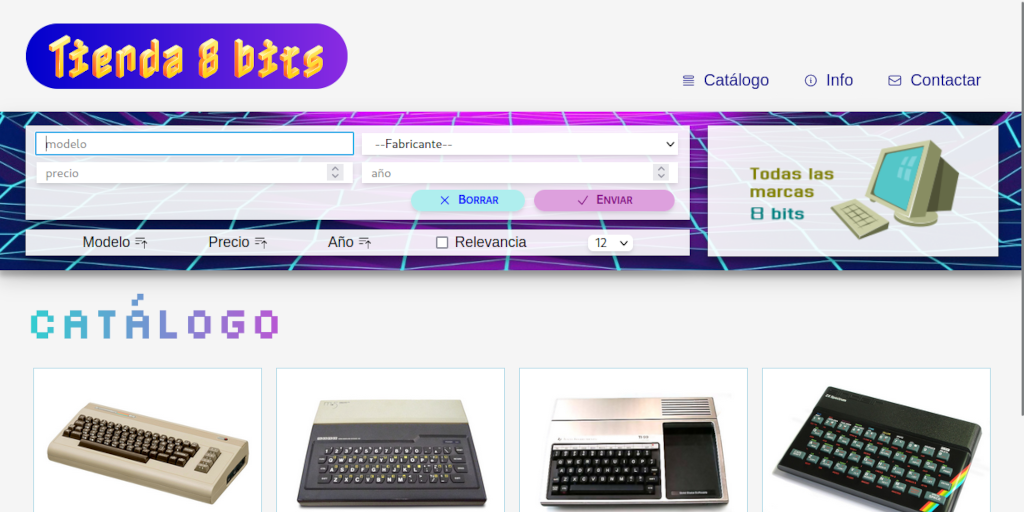 Tienda 8 bits
Catálogo Info Contactar
modelo --Fabricante--
precio año
BORRAR ENVIAR
Modelo Precio Año Relevancia 12
Todas las
marcas
8 bits
CATÁLOGO